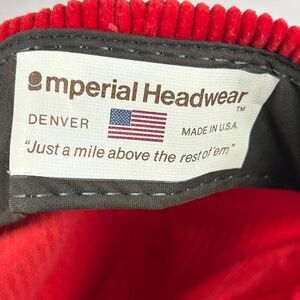 Imperial Headwear™
DENVER MADE IN U.S.A.
"Just a mile above the rest of 'em"